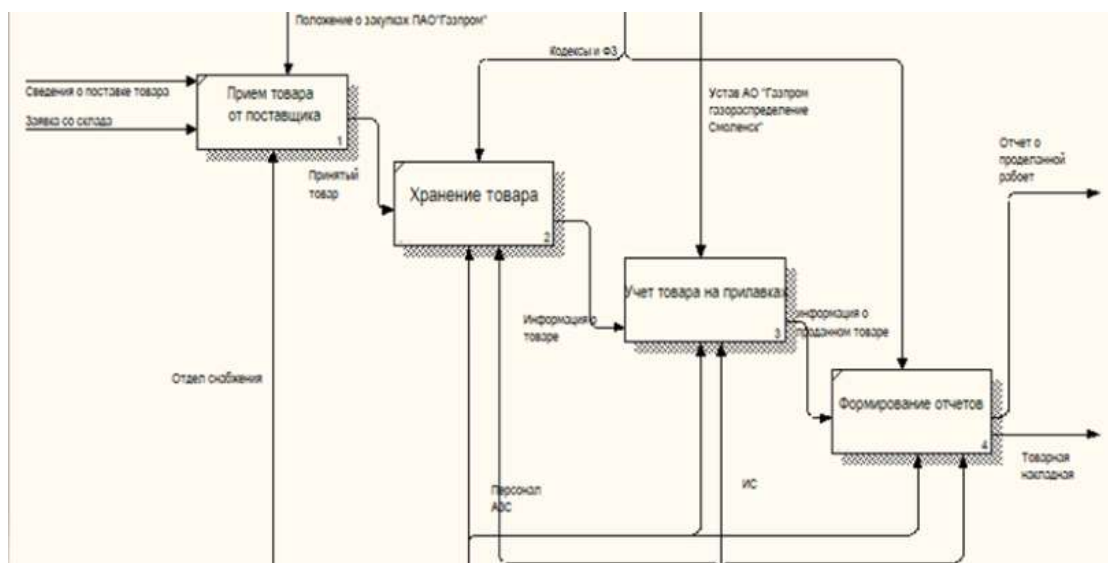 Положение о закупках ПАО"Газпром"
Кодексы и ФЗ
Сведения о поставке товара
Прием товара
от поставщика
1
Заявка со склада
Устав АО "Газпром
газораспределение
Смоленск"
Отчет о
проделанной
рабоет
Принятый
товар
Хранение товара
2
Учет товара на прилавках
3
Информация о
товаре
информация о
проданном товаре
Отдел снабжения
Формирование отчетов
4
Товарная
накладная
Персонал
АЗС
ИС